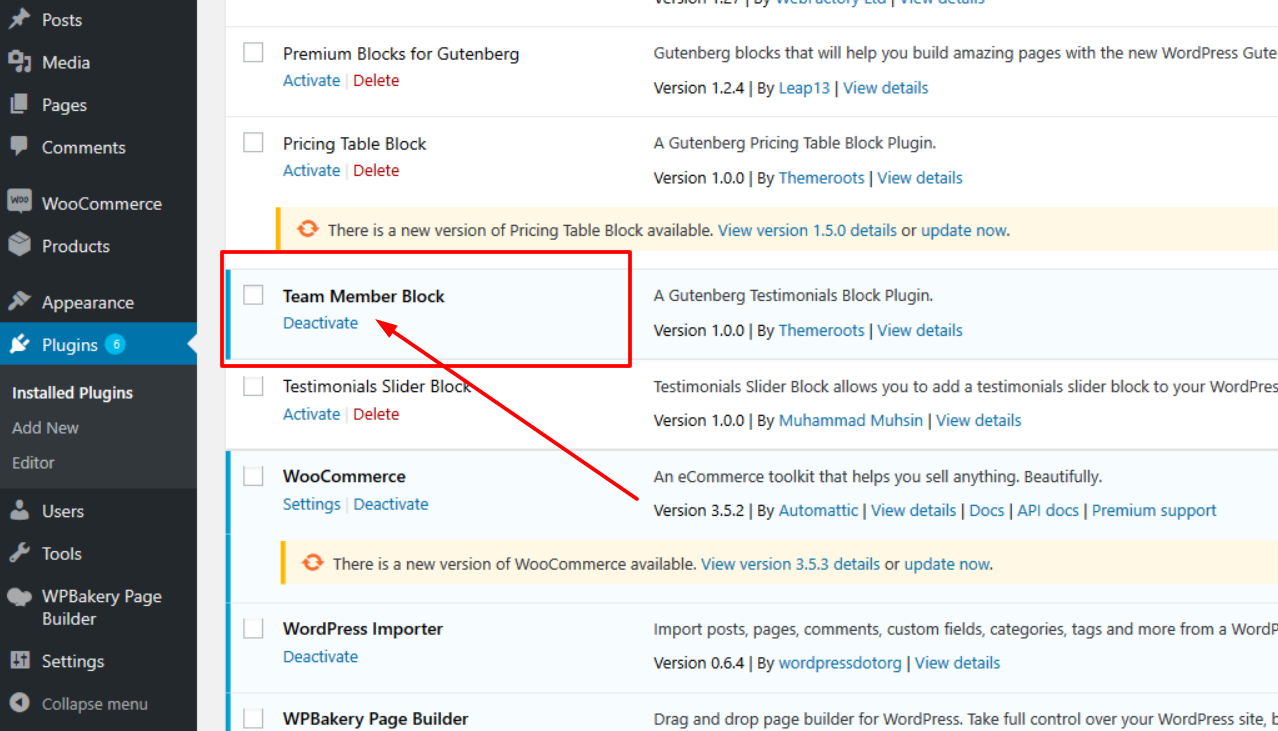 Posts
Media
Pages
Comments
WOO WooCommerce
Products
Appearance
Plugins 6
Installed Plugins
Add New
Editor
Users
Tools
WPBakery Page
Builder
Settings
Collapse menu
Version 1.27 | By Webfactory Ltd | View details
Premium Blocks for Gutenberg
Activate | Delete
Gutenberg blocks that will help you build amazing pages with the new WordPress Gute
Version 1.2.4 | By Leap13 | View details
Pricing Table Block
Activate | Delete
A Gutenberg Pricing Table Block Plugin.
Version 1.0.0 | By Themeroots | View details
There is a new version of Pricing Table Block available. View version 1.5.0 details or update now.
Team Member Block
Deactivate
A Gutenberg Testimonials Block Plugin.
Version 1.0.0 | By Themeroots | View details
Testimonials Slider Block
Activate | Delete
Testimonials Slider Block allows you to add a testimonials slider block to your WordPres
Version 1.0.0 | By Muhammad Muhsin | View details
WooCommerce
Settings | Deactivate
An eCommerce toolkit that helps you sell anything. Beautifully.
Version 3.5.2 | By Automattic | View details | Docs | API docs | Premium support
There is a new version of WooCommerce available. View version 3.5.3 details or update now.
WordPress Importer
Deactivate
Import posts, pages, comments, custom fields, categories, tags and more from a WordP
Version 0.6.4 | By wordpressdotorg | View details
WPBakery Page Builder
Drag and drop page builder for WordPress. Take full control over your WordPress site, b